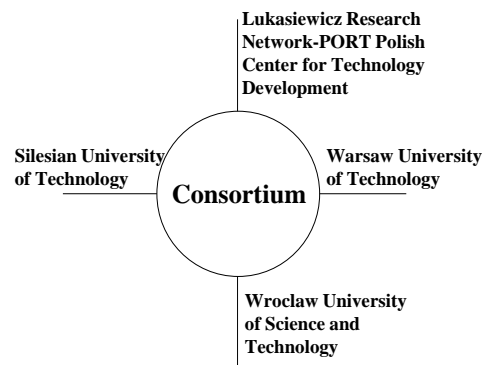 Lukasiewicz Research
Network-PORT Polish
Center for Technology
Development
Silesian University
of Technology
Consortium
Warsaw University
of Technology
Wroclaw University
of Science and
Technology